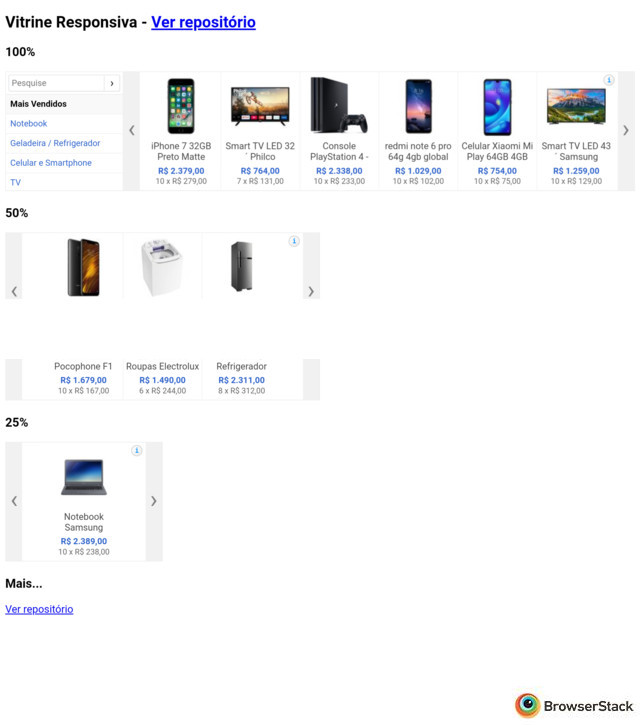 Vitrine Responsiva - Ver repositório
100%
Pesquise
Mais Vendidos
Notebook
Geladeira / Refrigerador
Celular e Smartphone
TV
iPhone 7 32GB
Preto Matte
R$ 2.379,00
10 x R$ 279,00
Smart TV LED 32
´ Philco
R$ 764,00
7 x R$ 131,00
Console
PlayStation 4 -
R$ 2.338,00
10 x R$ 233,00
redmi note 6 pro
64g 4gb global
R$ 1.029,00
10 x R$ 102,00
Celular Xiaomi Mi
Play 64GB 4GB
R$ 754,00
10 x R$ 75,00
Smart TV LED 43
´ Samsung
R$ 1.259,00
10 x R$ 129,00
50%
Pocophone F1
R$ 1.679,00
10 x R$ 167,00
Roupas Electrolux
R$ 1.490,00
6 x R$ 244,00
Refrigerador
R$ 2.311,00
8 x R$ 312,00
25%
Notebook
Samsung
R$ 2.389,00
10 x R$ 238,00
Mais...
Ver repositório
BrowserStack